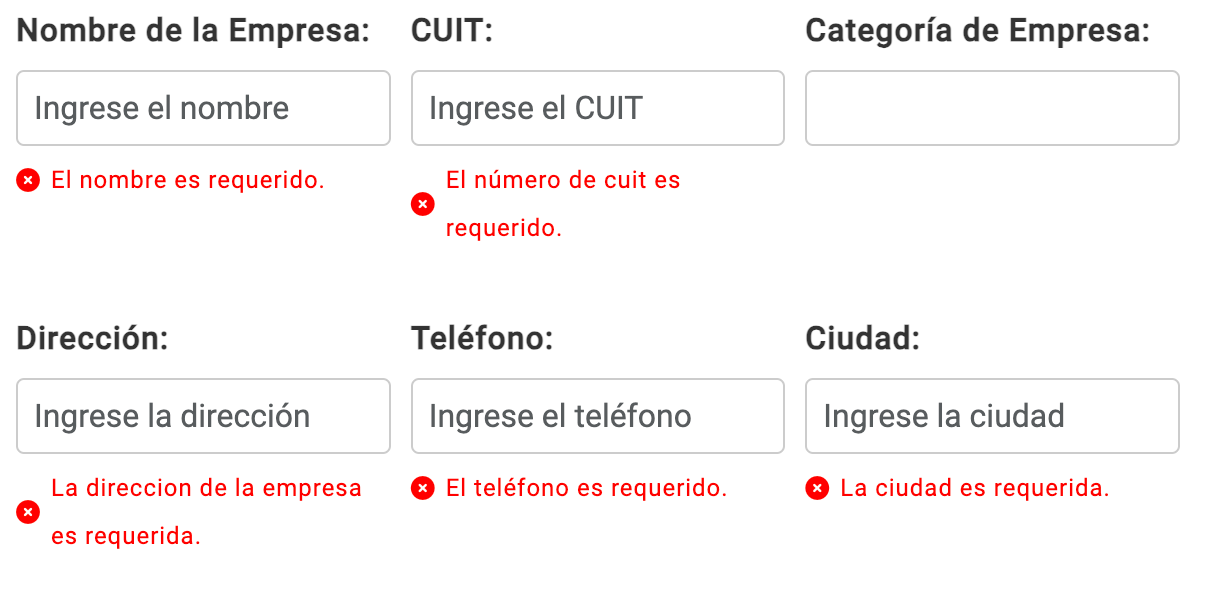 Nombre de la Empresa:
CUIT:
Categoría de Empresa:
Ingrese el nombre
Ingrese el CUIT
El nombre es requerido.
El número de cuit es
requerido.
Dirección:
Teléfono:
Ciudad:
Ingrese la dirección
Ingrese el teléfono
Ingrese la ciudad
La direccion de la empresa
es requerida.
El teléfono es requerido.
La ciudad es requerida.